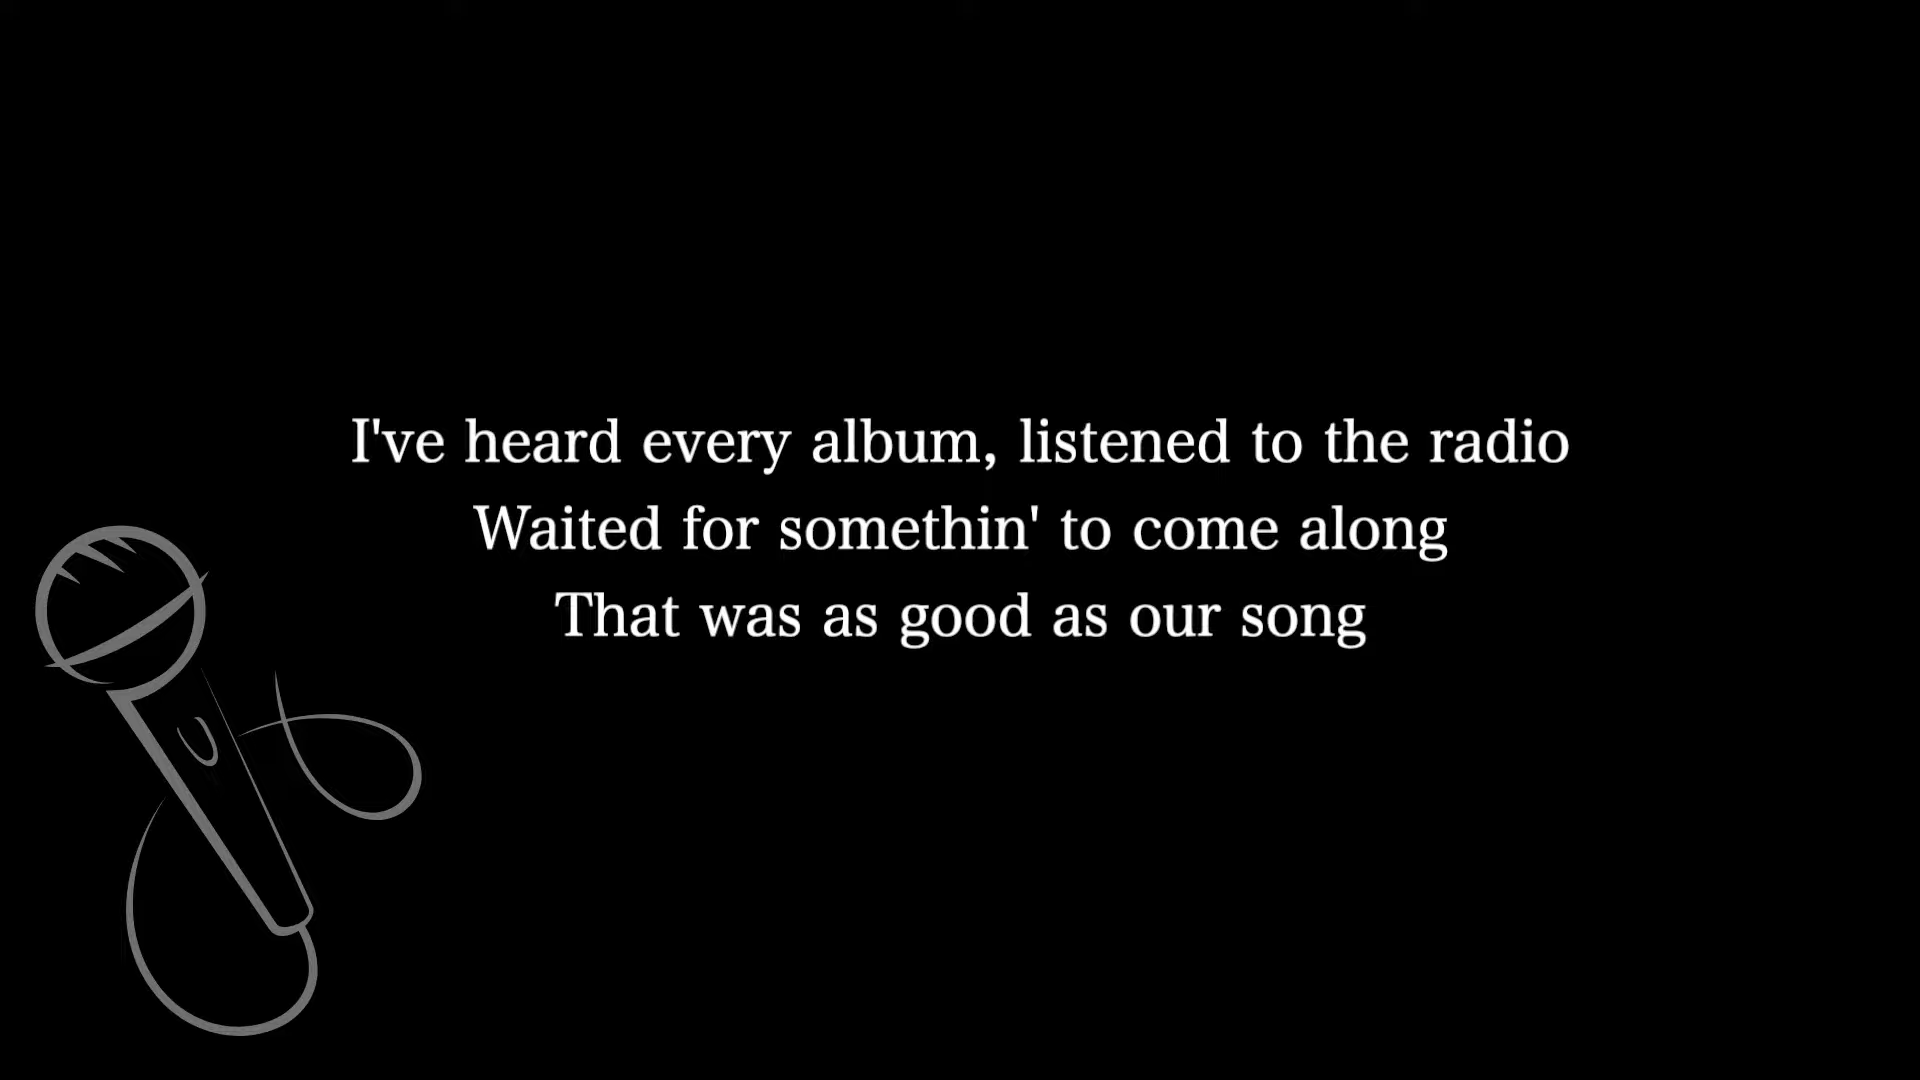 I've heard every album, listened to the radio
Waited for somethin' to come along
That was as good as our song